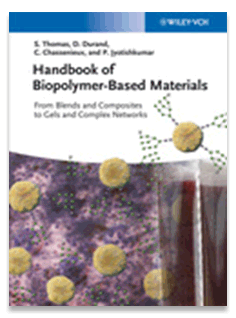 WILEY-VCH
S. Thomas, D. Durand,
C. Chassenieux, and P. Jyotishkumar
Handbook of
Biopolymer-Based Materials
From Blends and Composites
to Gels and Complex Networks